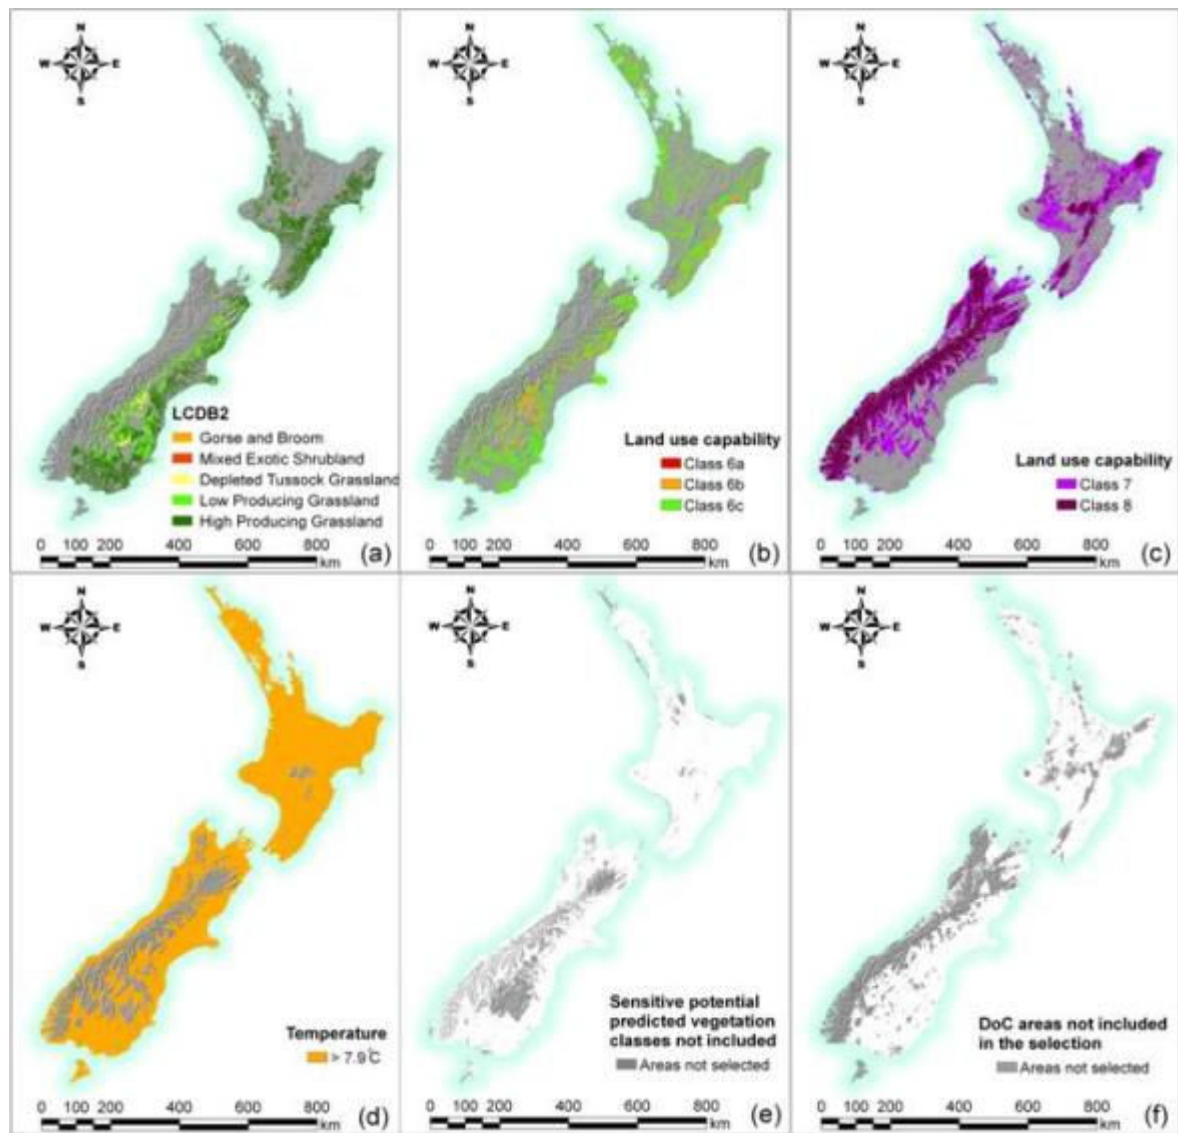 N
W E
S
LCDB2
Gorse and Broom
Mixed Exotic Shrubland
Depleted Tussock Grassland
Low Producing Grassland
High Producing Grassland
0 100 200 400 600 800
km
(a)
N
W E
S
Land use capability
Class 6a
Class 6b
Class 6c
0 100 200 400 600 800
km
(b)
N
W E
S
Land use capability
Class 7
Class 8
0 100 200 400 600 800
km
(c)
N
W E
S
Temperature
> 7.9°C
0 100 200 400 600 800
km
(d)
N
W E
S
Sensitive potential
predicted vegetation
classes not included
Areas not selected
0 100 200 400 600 800
km
(e)
N
W E
S
DoC areas not included
in the selection
Areas not selected
0 100 200 400 600 800
km
(f)